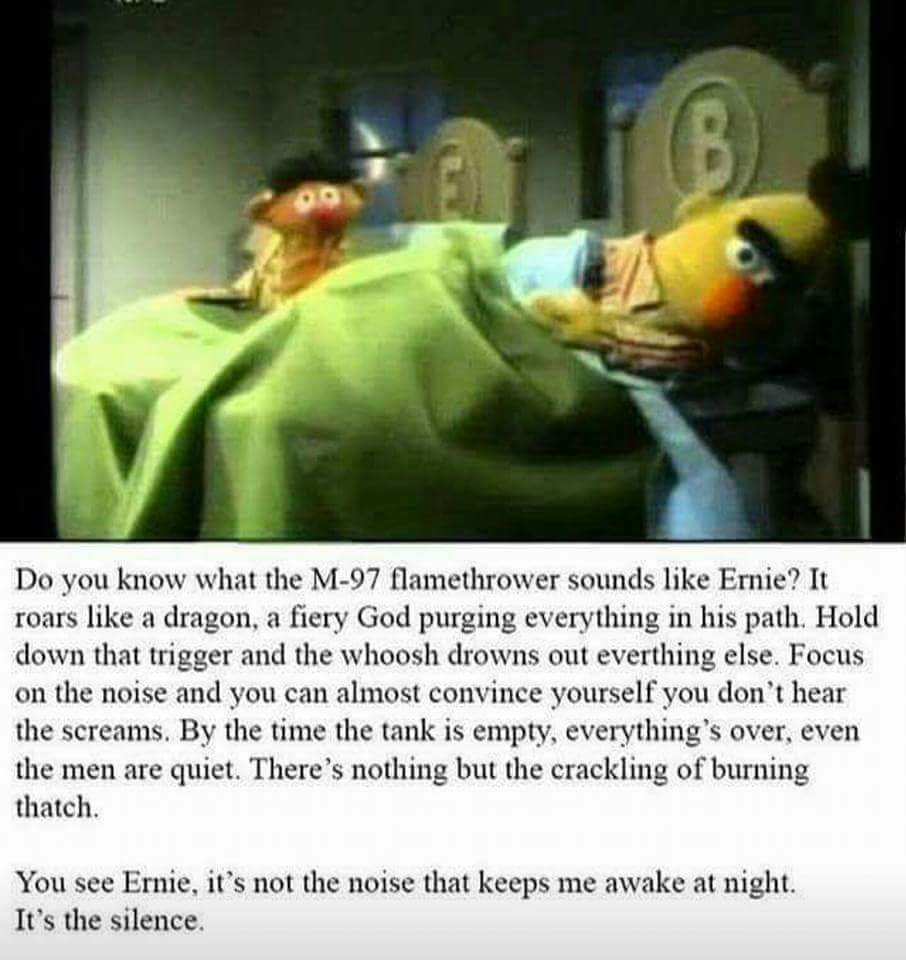 E
B
Do you know what the M-97 flamethrower sounds like Ernie? It
roars like a dragon, a fiery God purging everything in his path. Hold
down that trigger and the whoosh drowns out everthing else. Focus
on the noise and you can almost convince yourself you don't hear
the screams. By the time the tank is empty, everything's over, even
the men are quiet. There's nothing but the crackling of burning
thatch.
You see Ernie, it's not the noise that keeps me awake at night.
It's the silence.